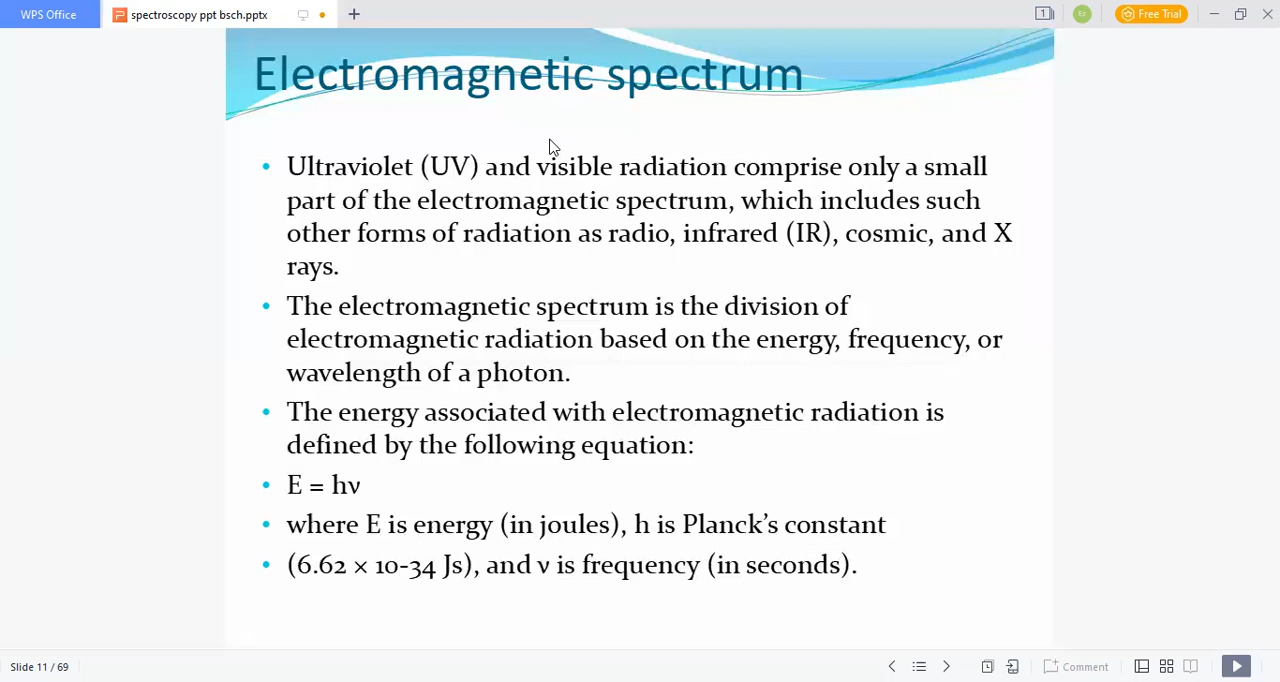 WPS Office
spectroscopy ppt bsch.pptx
1
Free Trial
Electromagnetic spectrum
• Ultraviolet (UV) and visible radiation comprise only a small
part of the electromagnetic spectrum, which includes such
other forms of radiation as radio, infrared (IR), cosmic, and X
rays.
• The electromagnetic spectrum is the division of
electromagnetic radiation based on the energy, frequency, or
wavelength of a photon.
• The energy associated with electromagnetic radiation is
defined by the following equation:
• E = hν
• where E is energy (in joules), h is Planck’s constant
• (6.62 × 10-34 Js), and ν is frequency (in seconds).
Slide 11 / 69
Comment